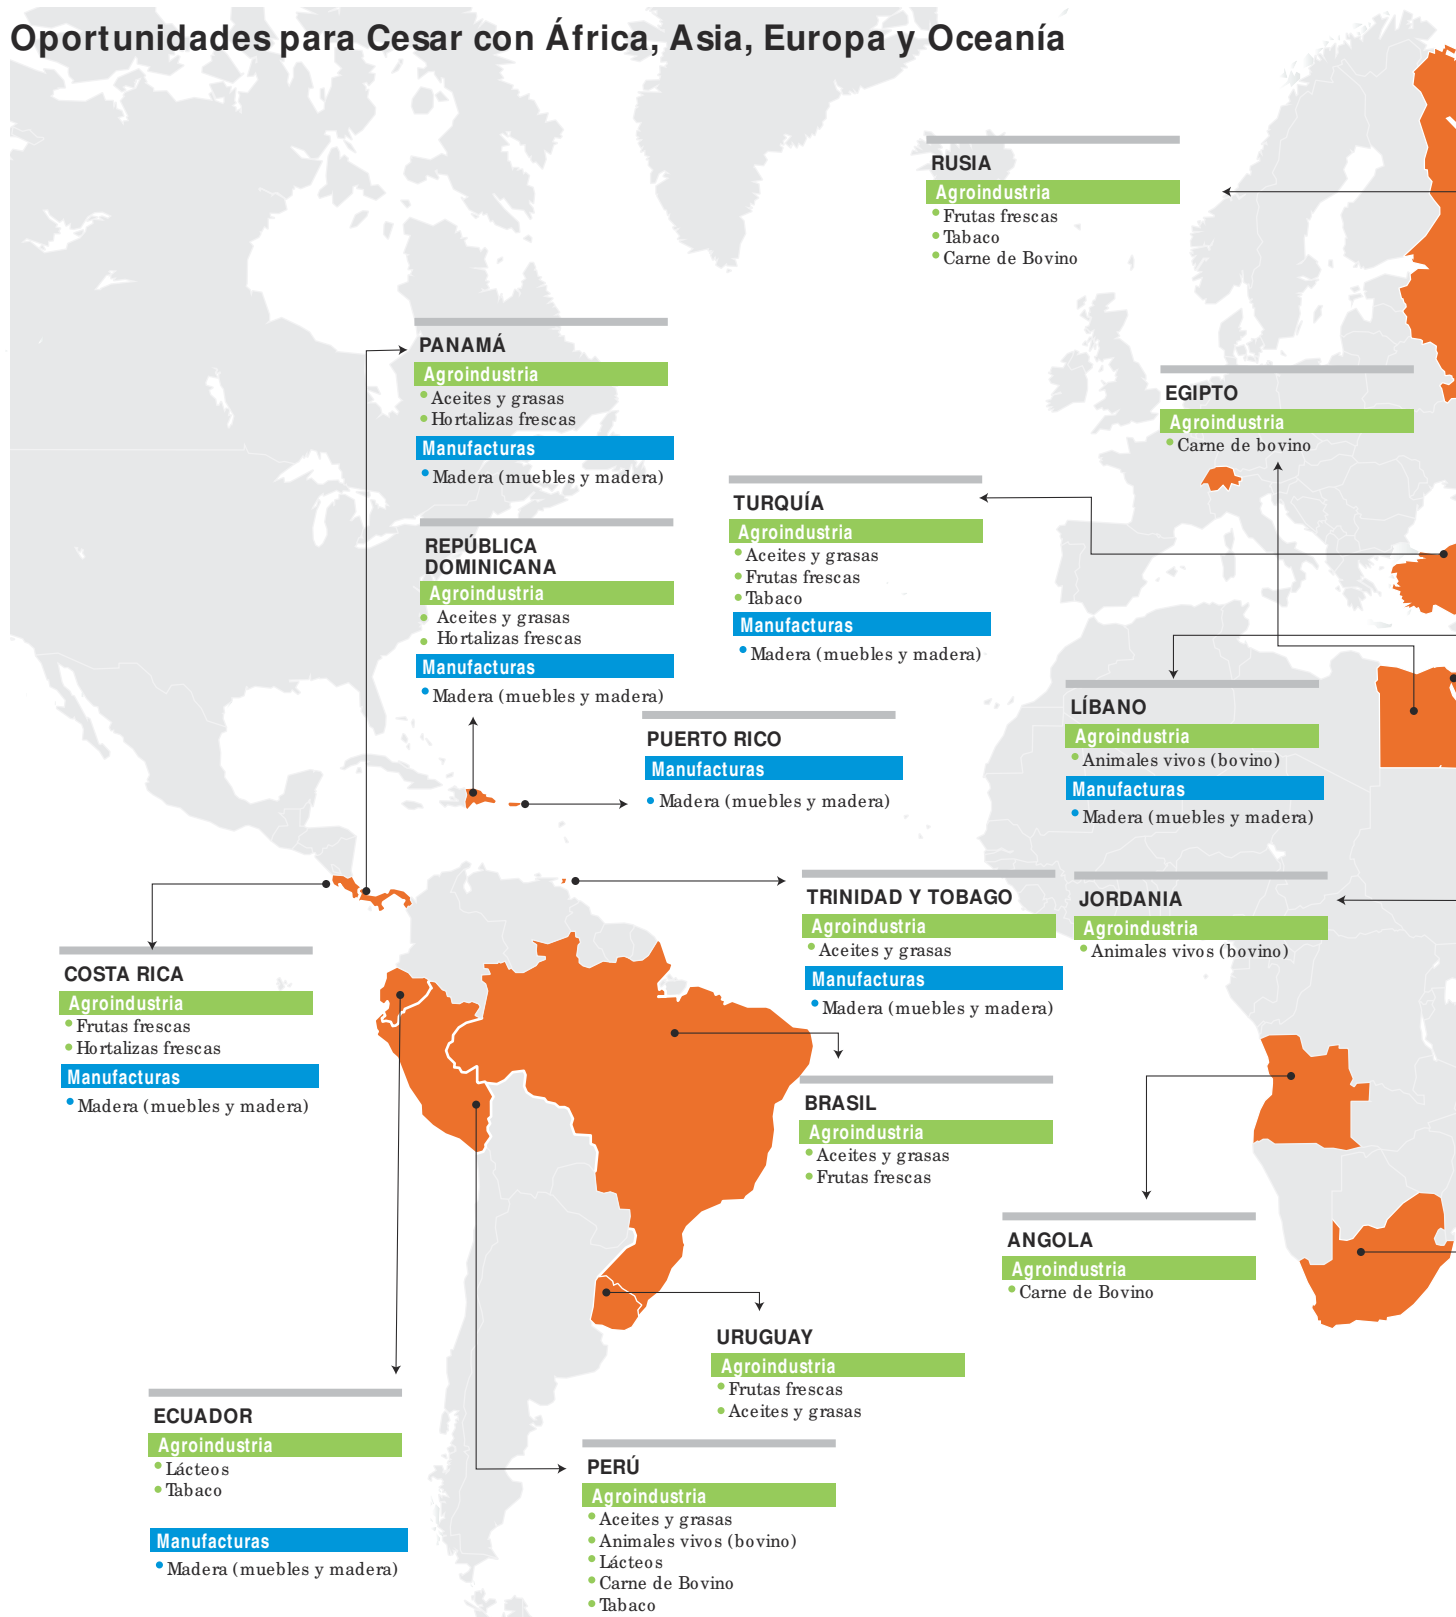 Oportunidades para Cesar con África, Asia, Europa y Oceanía
RUSIA
Agroindustria
Frutas frescas
Tabaco
Carne de Bovino
PANAMÁ
Agroindustria
Aceites y grasas
Hortalizas frescas
Manufacturas
Madera (muebles y madera)
EGIPTO
Agroindustria
Carne de bovino
TURQUÍA
Agroindustria
Aceites y grasas
Frutas frescas
Tabaco
Manufacturas
Madera (muebles y madera)
REPÚBLICA
DOMINICANA
Agroindustria
Aceites y grasas
Hortalizas frescas
Manufacturas
Madera (muebles y madera)
LÍBANO
Agroindustria
Animales vivos (bovino)
Manufacturas
Madera (muebles y madera)
PUERTO RICO
Manufacturas
Madera (muebles y madera)
TRINIDAD Y TOBAGO
Agroindustria
Aceites y grasas
Manufacturas
Madera (muebles y madera)
JORDANIA
Agroindustria
Animales vivos (bovino)
COSTA RICA
Agroindustria
Frutas frescas
Hortalizas frescas
Manufacturas
Madera (muebles y madera)
BRASIL
Agroindustria
Aceites y grasas
Frutas frescas
ANGOLA
Agroindustria
Carne de Bovino
URUGUAY
Agroindustria
Frutas frescas
Aceites y grasas
ECUADOR
Agroindustria
Lácteos
Tabaco
Manufacturas
Madera (muebles y madera)
PERÚ
Agroindustria
Aceites y grasas
Animales vivos (bovino)
Lácteos
Carne de Bovino
Tabaco